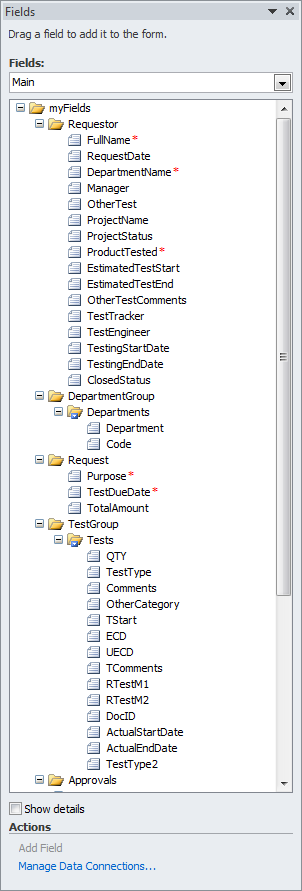 Fields
Drag a field to add it to the form.
Fields:
Main
myFields
Requestor
FullName *
RequestDate
DepartmentName *
Manager
OtherTest
ProjectName
ProjectStatus
ProductTested *
EstimatedTestStart
EstimatedTestEnd
OtherTestComments
TestTracker
TestEngineer
TestingStartDate
TestingEndDate
ClosedStatus
DepartmentGroup
Departments
Department
Code
Request
Purpose *
TestDueDate *
TotalAmount
TestGroup
Tests
QTY
TestType
Comments
OtherCategory
TStart
ECD
UECD
TComments
RTestM1
RTestM2
DocID
ActualStartDate
ActualEndDate
TestType2
Approvals
Show details
Actions
Add Field
Manage Data Connections...